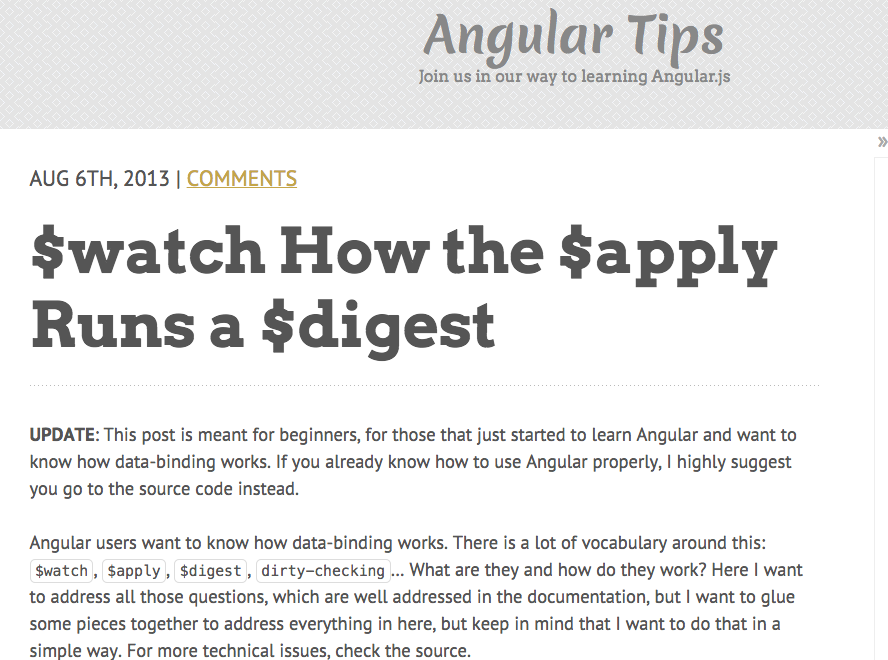 Angular Tips
Join us in our way to learning Angular.js
»
AUG 6TH, 2013 | COMMENTS
$watch How the $apply
Runs a $digest
UPDATE: This post is meant for beginners, for those that just started to learn Angular and want to
know how data-binding works. If you already know how to use Angular properly, I highly suggest
you go to the source code instead.
Angular users want to know how data-binding works. There is a lot of vocabulary around this:
$watch, $apply, $digest, dirty-checking... What are they and how do they work? Here I want
to address all those questions, which are well addressed in the documentation, but I want to glue
some pieces together to address everything in here, but keep in mind that I want to do that in a
simple way. For more technical issues, check the source.